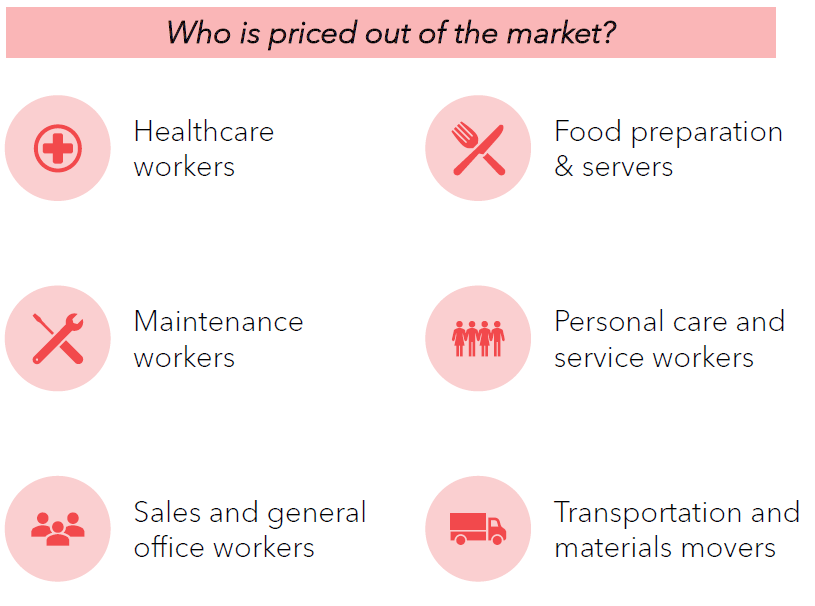 Who is priced out of the market?
Healthcare
workers
Food preparation
& servers
Maintenance
workers
Personal care and
service workers
Sales and general
office workers
Transportation and
materials movers